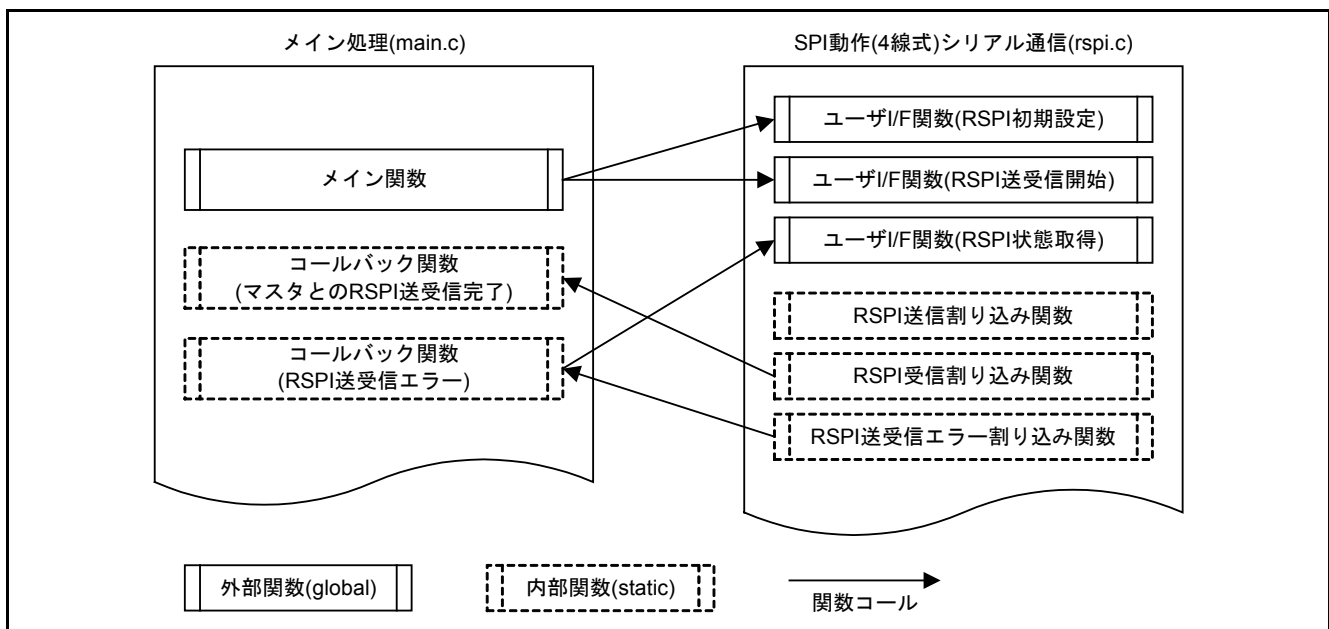 メイン処理(main.c)
メイン関数
コールバック関数
(マスタとのRSPI送受信完了)
コールバック関数
(RSPI送受信エラー)
SPI動作(4線式)シリアル通信(rspi.c)
ユーザI/F関数(RSPI初期設定)
ユーザI/F関数(RSPI送受信開始)
ユーザI/F関数(RSPI状態取得)
RSPI送信割り込み関数
RSPI受信割り込み関数
RSPI送受信エラー割り込み関数
外部関数(global)
内部関数(static)
関数コール